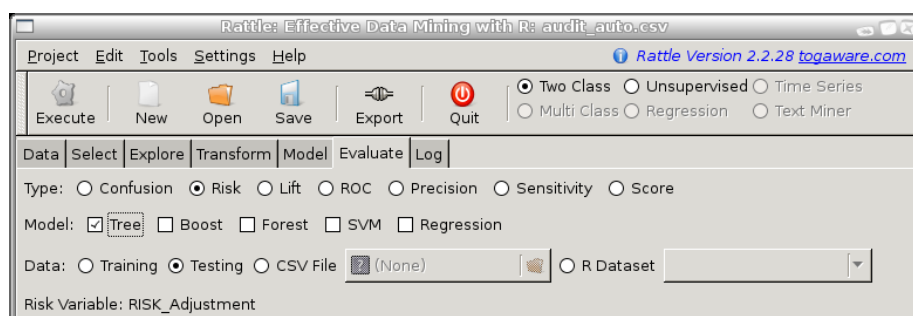 Rattle: Effective Data Mining with R: audit_auto.csv
Project Edit Tools Settings Help Rattle Version 2.2.28 togaware.com
Execute New Open Save Export Quit
Two Class Unsupervised Time Series
Multi Class Regression Text Miner
Data Select Explore Transform Model Evaluate Log
Type: Confusion Risk Lift ROC Precision Sensitivity Score
Model: Tree Boost Forest SVM Regression
Data: Training Testing CSV File (None) R Dataset
Risk Variable: RISK_Adjustment